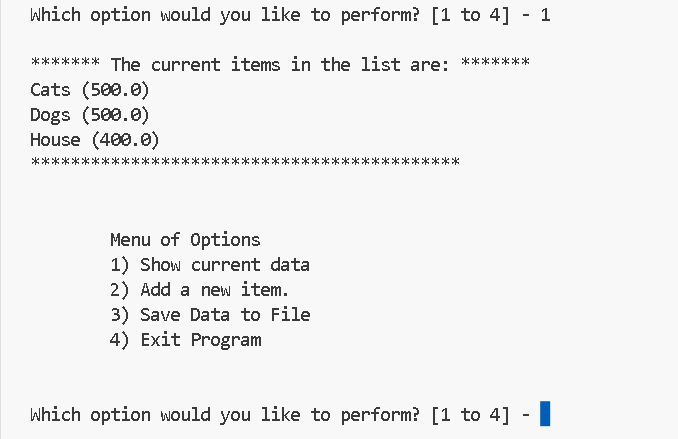 Which option would you like to perform? [1 to 4] - 1
******* The current items in the list are: *******
Cats (500.0)
Dogs (500.0)
House (400.0)
*******************************************
Menu of Options
1) Show current data
2) Add a new item.
3) Save Data to File
4) Exit Program
Which option would you like to perform? [1 to 4] -